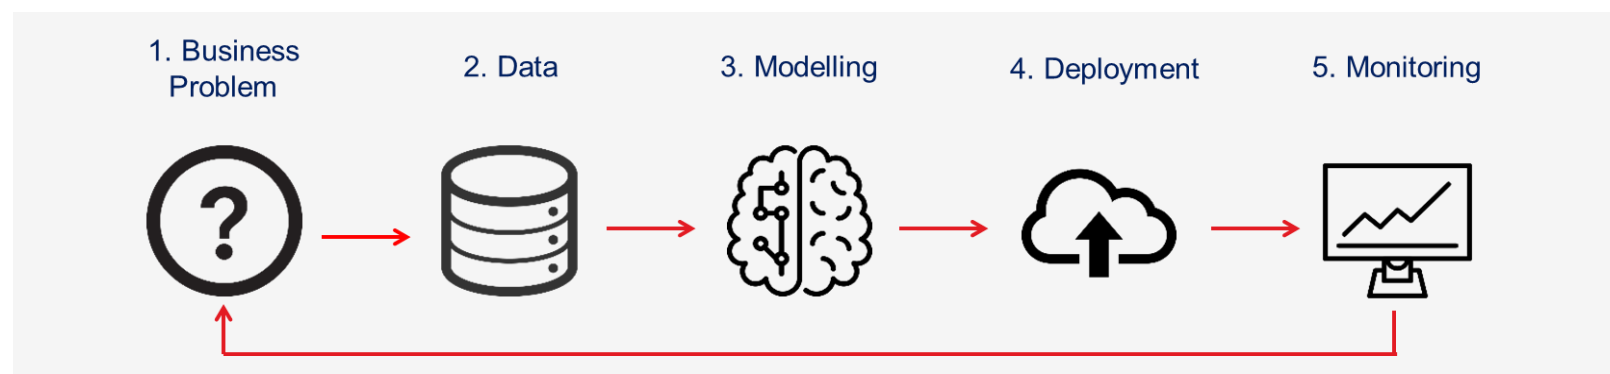 1. Business
Problem
2. Data
3. Modelling
4. Deployment
5. Monitoring
?